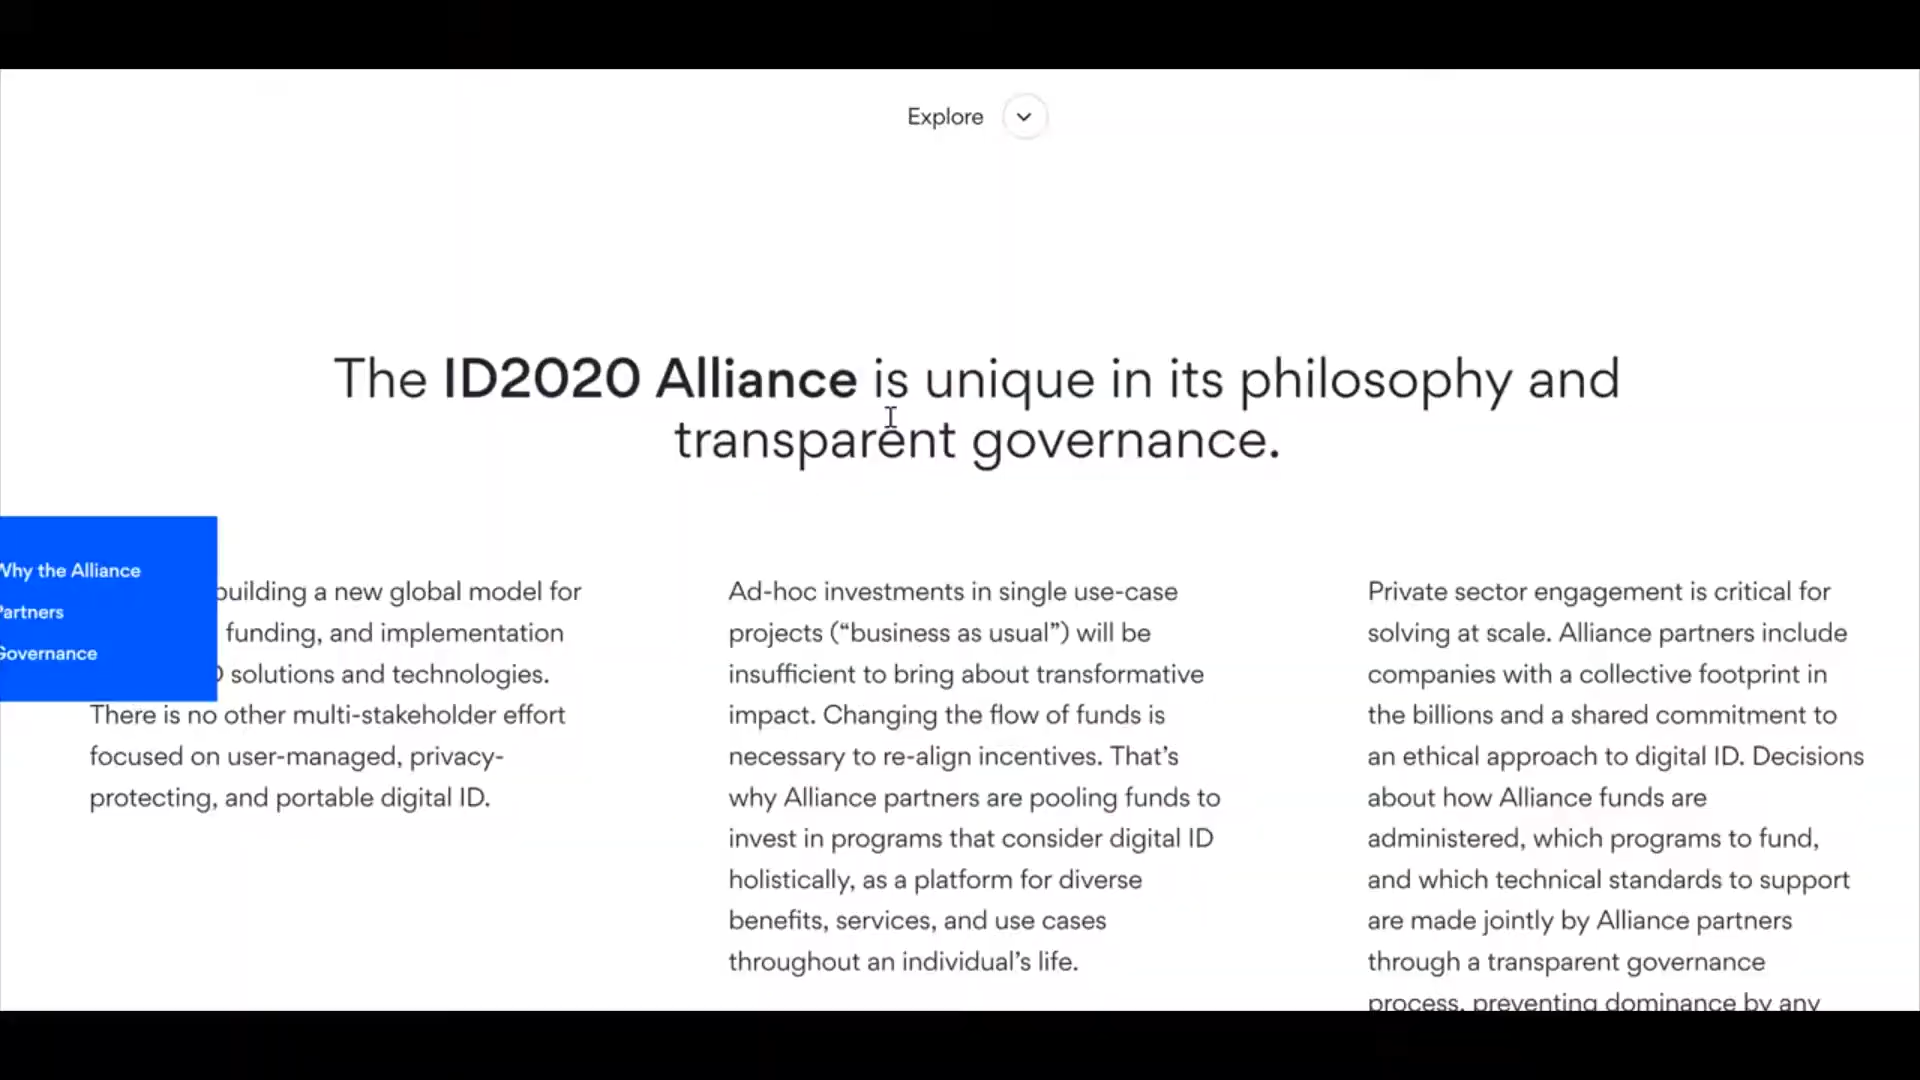 Explore
The ID2020 Alliance is unique in its philosophy and
transparent governance.
Why the Alliance
Partners
Governance
building a new global model for
funding, and implementation
solutions and technologies.
There is no other multi-stakeholder effort
focused on user-managed, privacy-
protecting, and portable digital ID.
Ad-hoc investments in single use-case
projects (“business as usual”) will be
insufficient to bring about transformative
impact. Changing the flow of funds is
necessary to re-align incentives. That’s
why Alliance partners are pooling funds to
invest in programs that consider digital ID
holistically, as a platform for diverse
benefits, services, and use cases
throughout an individual’s life.
Private sector engagement is critical for
solving at scale. Alliance partners include
companies with a collective footprint in
the billions and a shared commitment to
an ethical approach to digital ID. Decisions
about how Alliance funds are
administered, which programs to fund,
and which technical standards to support
are made jointly by Alliance partners
through a transparent governance
process, preventing dominance by any